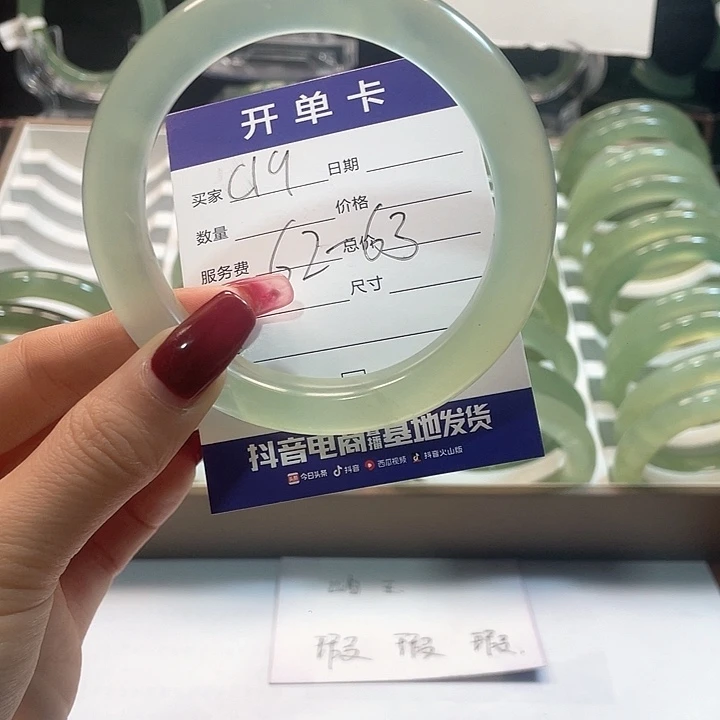 开单卡
买家 C19 日期
数量 价格
服务费 62-63 总价
尺寸
抖音电商直播基地发货
今日头条 抖音 西瓜视频 抖音火山版
瑕 瑕 瑕.